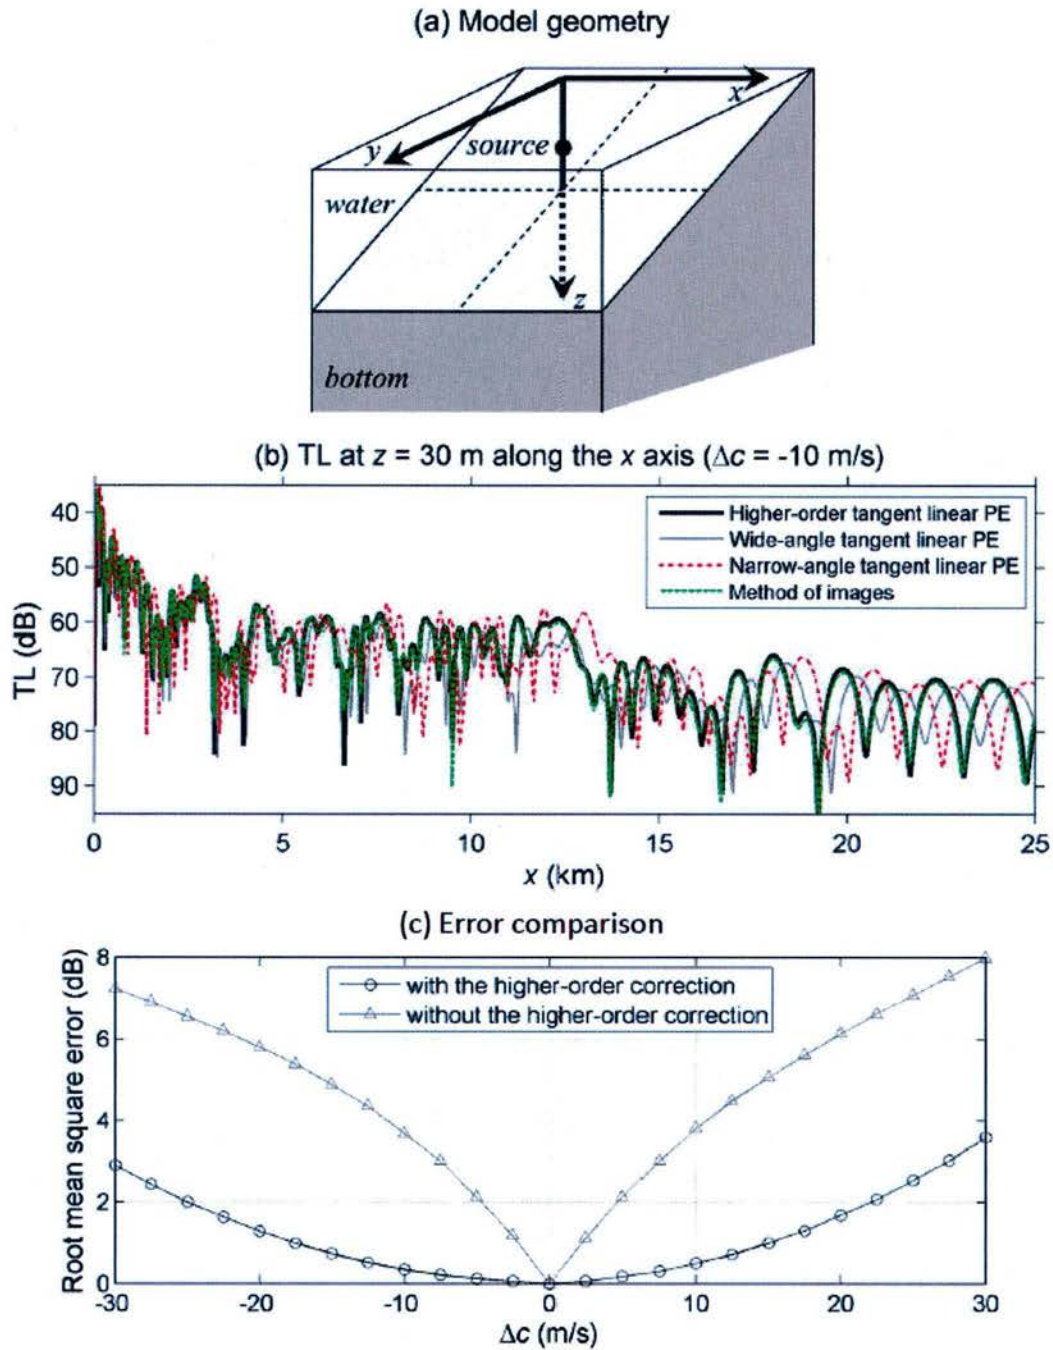 (a) Model geometry
x
y
source
water
z
bottom
(b) TL at z = 30 m along the x axis (Δc = -10 m/s)
40
50
60
70
80
90
TL (dB)
Higher-order tangent linear PE
Wide-angle tangent linear PE
Narrow-angle tangent linear PE
Method of images
0 5 10 15 20 25
x (km)
(c) Error comparison
8
6
4
2
0
Root mean square error (dB)
with the higher-order correction
without the higher-order correction
-30 -20 -10 0 10 20 30
Δc (m/s)